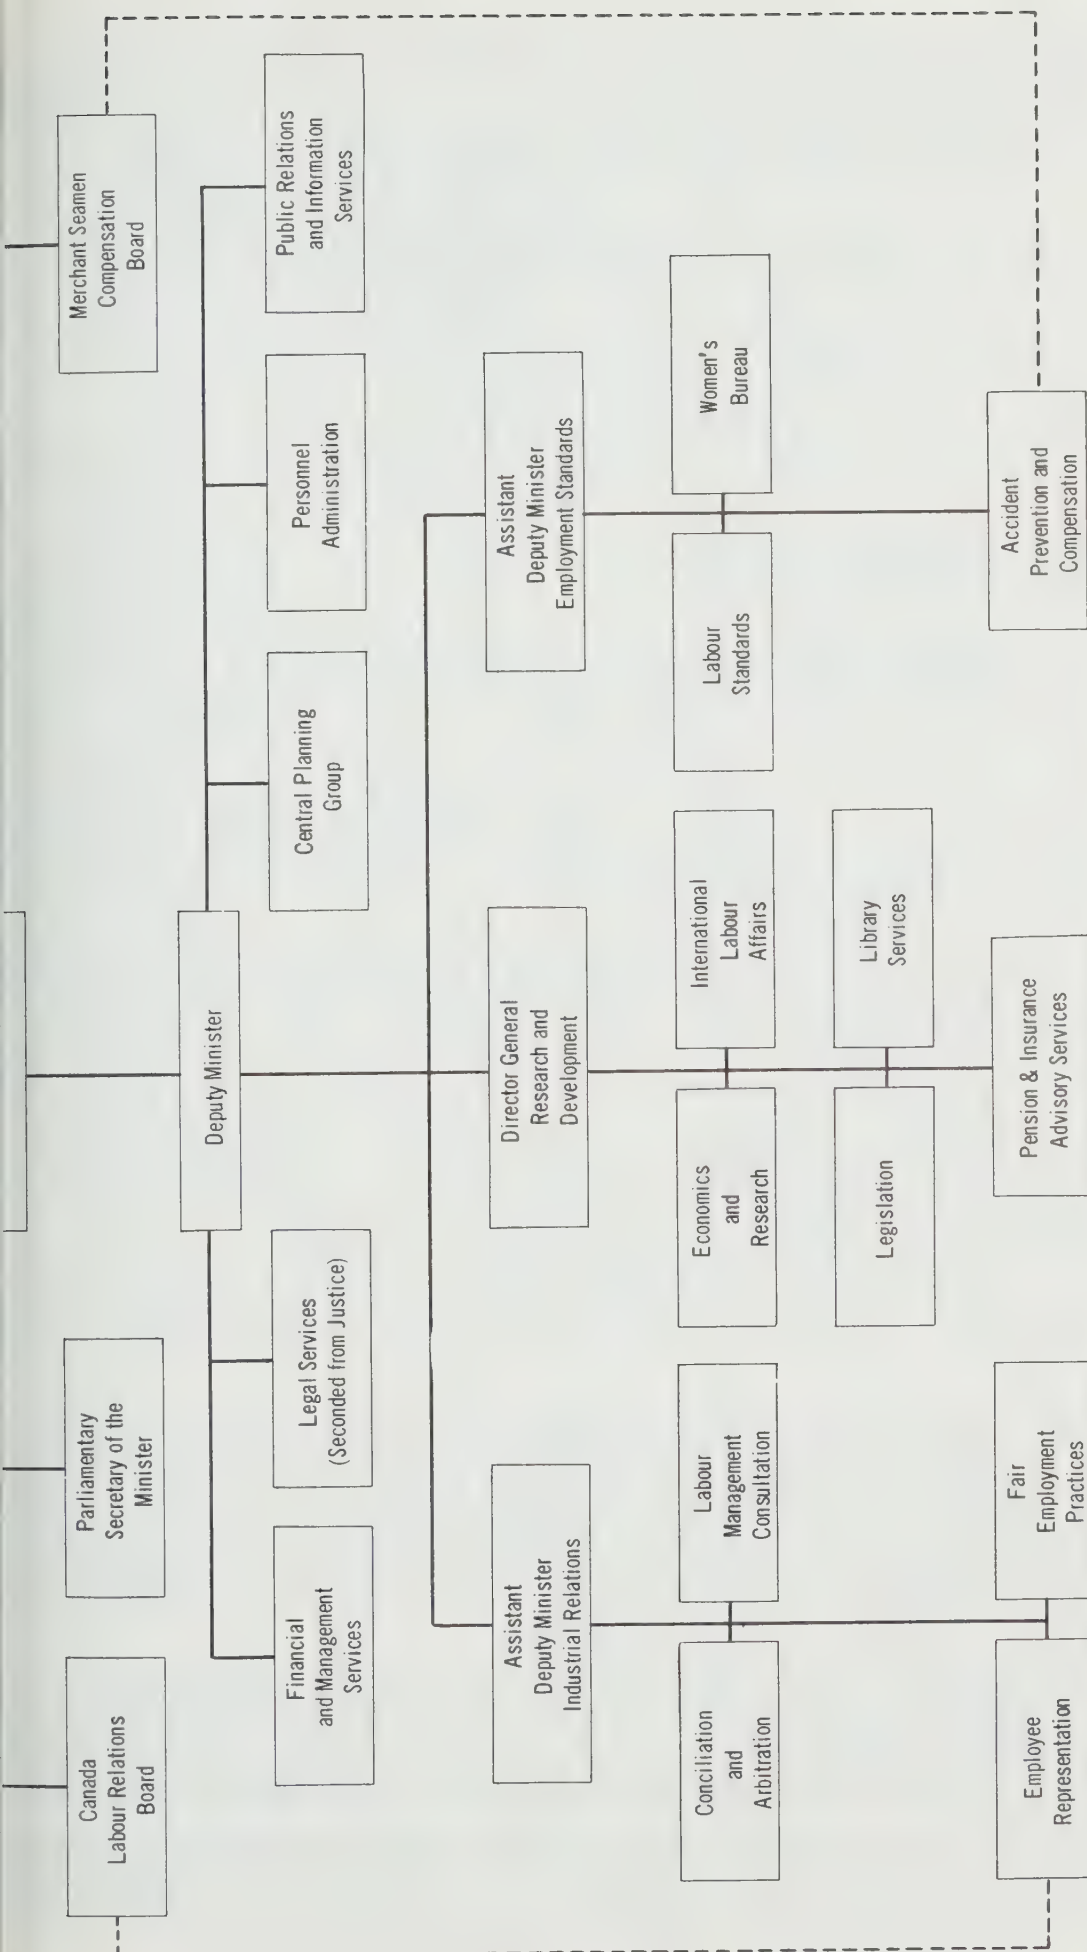 Canada
Labour Relations
Board
Parliamentary
Secretary of the
Minister
Merchant Seamen
Compensation
Board
Deputy Minister
Financial
and Management
Services
Legal Services
(Seconded from Justice)
Central Planning
Group
Personnel
Administration
Public Relations
and Information
Services
Assistant
Deputy Minister
Industrial Relations
Director General
Research and
Development
Assistant
Deputy Minister
Employment Standards
Conciliation
and
Arbitration
Labour
Management
Consultation
Economics
and
Research
International
Labour
Affairs
Labour
Standards
Women's
Bureau
Legislation
Library
Services
Employee
Representation
Fair
Employment
Practices
Pension & Insurance
Advisory Services
Accident
Prevention and
Compensation